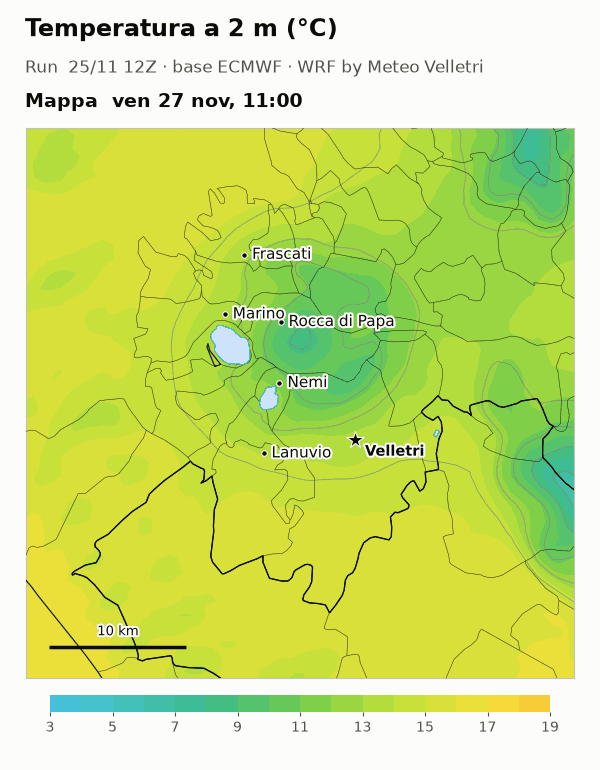 Temperatura a 2 m (°C)
Run  25/11 12Z · base ECMWF · WRF by Meteo Velletri
Mappa  ven 27 nov, 11:00
Frascati
Marino
Rocca di Papa
Nemi
Velletri
Lanuvio
10 km
3 5 7 9 11 13 15 17 19